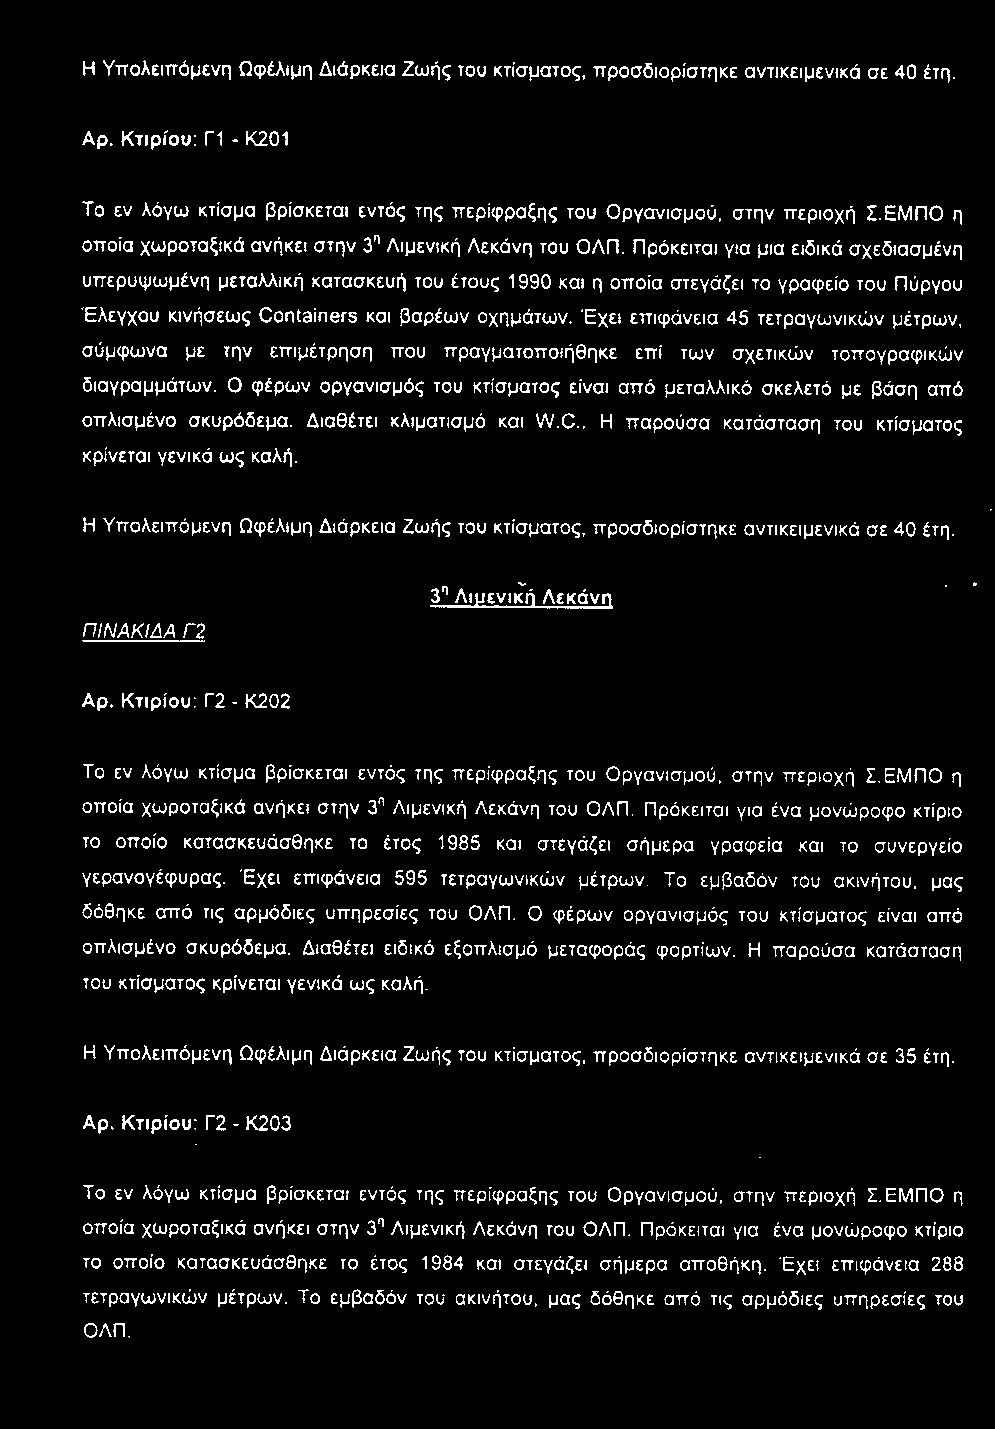 Η Υπολειπόμενη Ωφέλιμη Διάρκεια Ζωής του κτίσματος, προσδιορίστηκε αντικειμενικά σε 40 έτη.
Αρ. Κτιρίου: Γ1 - Κ201
Το εν λόγω κτίσμα βρίσκεται εντός της περίφραξης του Οργανισμού, στην περιοχή Σ.ΕΜΠΟ η
οποία χωροταξικά ανήκει στην 3η Λιμενική Λεκάνη του ΟΛΠ. Πρόκειται για μια ειδικά σχεδιασμένη
υπερυψωμένη μεταλλική κατασκευή του έτους 1990 και η οποία στεγάζει το γραφείο του Πύργου
Έλεγχου κινήσεως Containers και βαρέων οχημάτων. Έχει επιφάνεια 45 τετραγωνικών μέτρων,
σύμφωνα με την επιμέτρηση που πραγματοποιήθηκε επί των σχετικών τοπογραφικών
διαγραμμάτων. Ο φέρων οργανισμός του κτίσματος είναι από μεταλλικό σκελετό με βάση από
οπλισμένο σκυρόδεμα. Διαθέτει κλιματισμό και W.C.. Η παρούσα κατάσταση του κτίσματος
κρίνεται γενικά ως καλή.
Η Υπολειπόμενη Ωφέλιμη Διάρκεια Ζωής του κτίσματος, προσδιορίστηκε αντικειμενικά σε 40 έτη.
3η Λιμενική Λεκάνη
ΠΙΝΑΚΙΔΑ Γ2
Αρ. Κτιρίου: Γ2 - Κ202
Το εν λόγω κτίσμα βρίσκεται εντός της περίφραξης του Οργανισμού, στην περιοχή Σ.ΕΜΠΟ η
οποία χωροταξικά ανήκει στην 3η Λιμενική Λεκάνη του ΟΛΠ. Πρόκειται για ένα μονώροφο κτίριο
το οποίο κατασκευάσθηκε το έτος 1985 και στεγάζει σήμερα γραφεία και το συνεργείο
γερανογέφυρας. Έχει επιφάνεια 595 τετραγωνικών μέτρων. Το εμβαδόν του ακινήτου, μας
δόθηκε από τις αρμόδιες υπηρεσίες του ΟΛΠ. Ο φέρων οργανισμός του κτίσματος είναι από
οπλισμένο σκυρόδεμα. Διαθέτει ειδικό εξοπλισμό μεταφοράς φορτίων. Η παρούσα κατάσταση
του κτίσματος κρίνεται γενικά ως καλή.
Η Υπολειπόμενη Ωφέλιμη Διάρκεια Ζωής του κτίσματος, προσδιορίστηκε αντικειμενικά σε 35 έτη.
Αρ. Κτιρίου: Γ2 - Κ203
Το εν λόγω κτίσμα βρίσκεται εντός της περίφραξης του Οργανισμού, στην περιοχή Σ.ΕΜΠΟ η
οποία χωροταξικά ανήκει στην 3η Λιμενική Λεκάνη του ΟΛΠ. Πρόκειται για ένα μονώροφο κτίριο
το οποίο κατασκευάσθηκε το έτος 1984 και στεγάζει σήμερα αποθήκη. Έχει επιφάνεια 288
τετραγωνικών μέτρων. Το εμβαδόν του ακινήτου, μας δόθηκε από τις αρμόδιες υπηρεσίες του
ΟΛΠ.